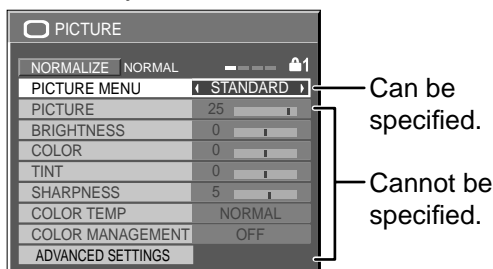 PICTURE
NORMALIZE NORMAL 1
PICTURE MENU STANDARD
PICTURE 25
BRIGHTNESS 0
COLOR 0
TINT 0
SHARPNESS 5
COLOR TEMP NORMAL
COLOR MANAGEMENT OFF
ADVANCED SETTINGS
Can be
specified.
Cannot be
specified.